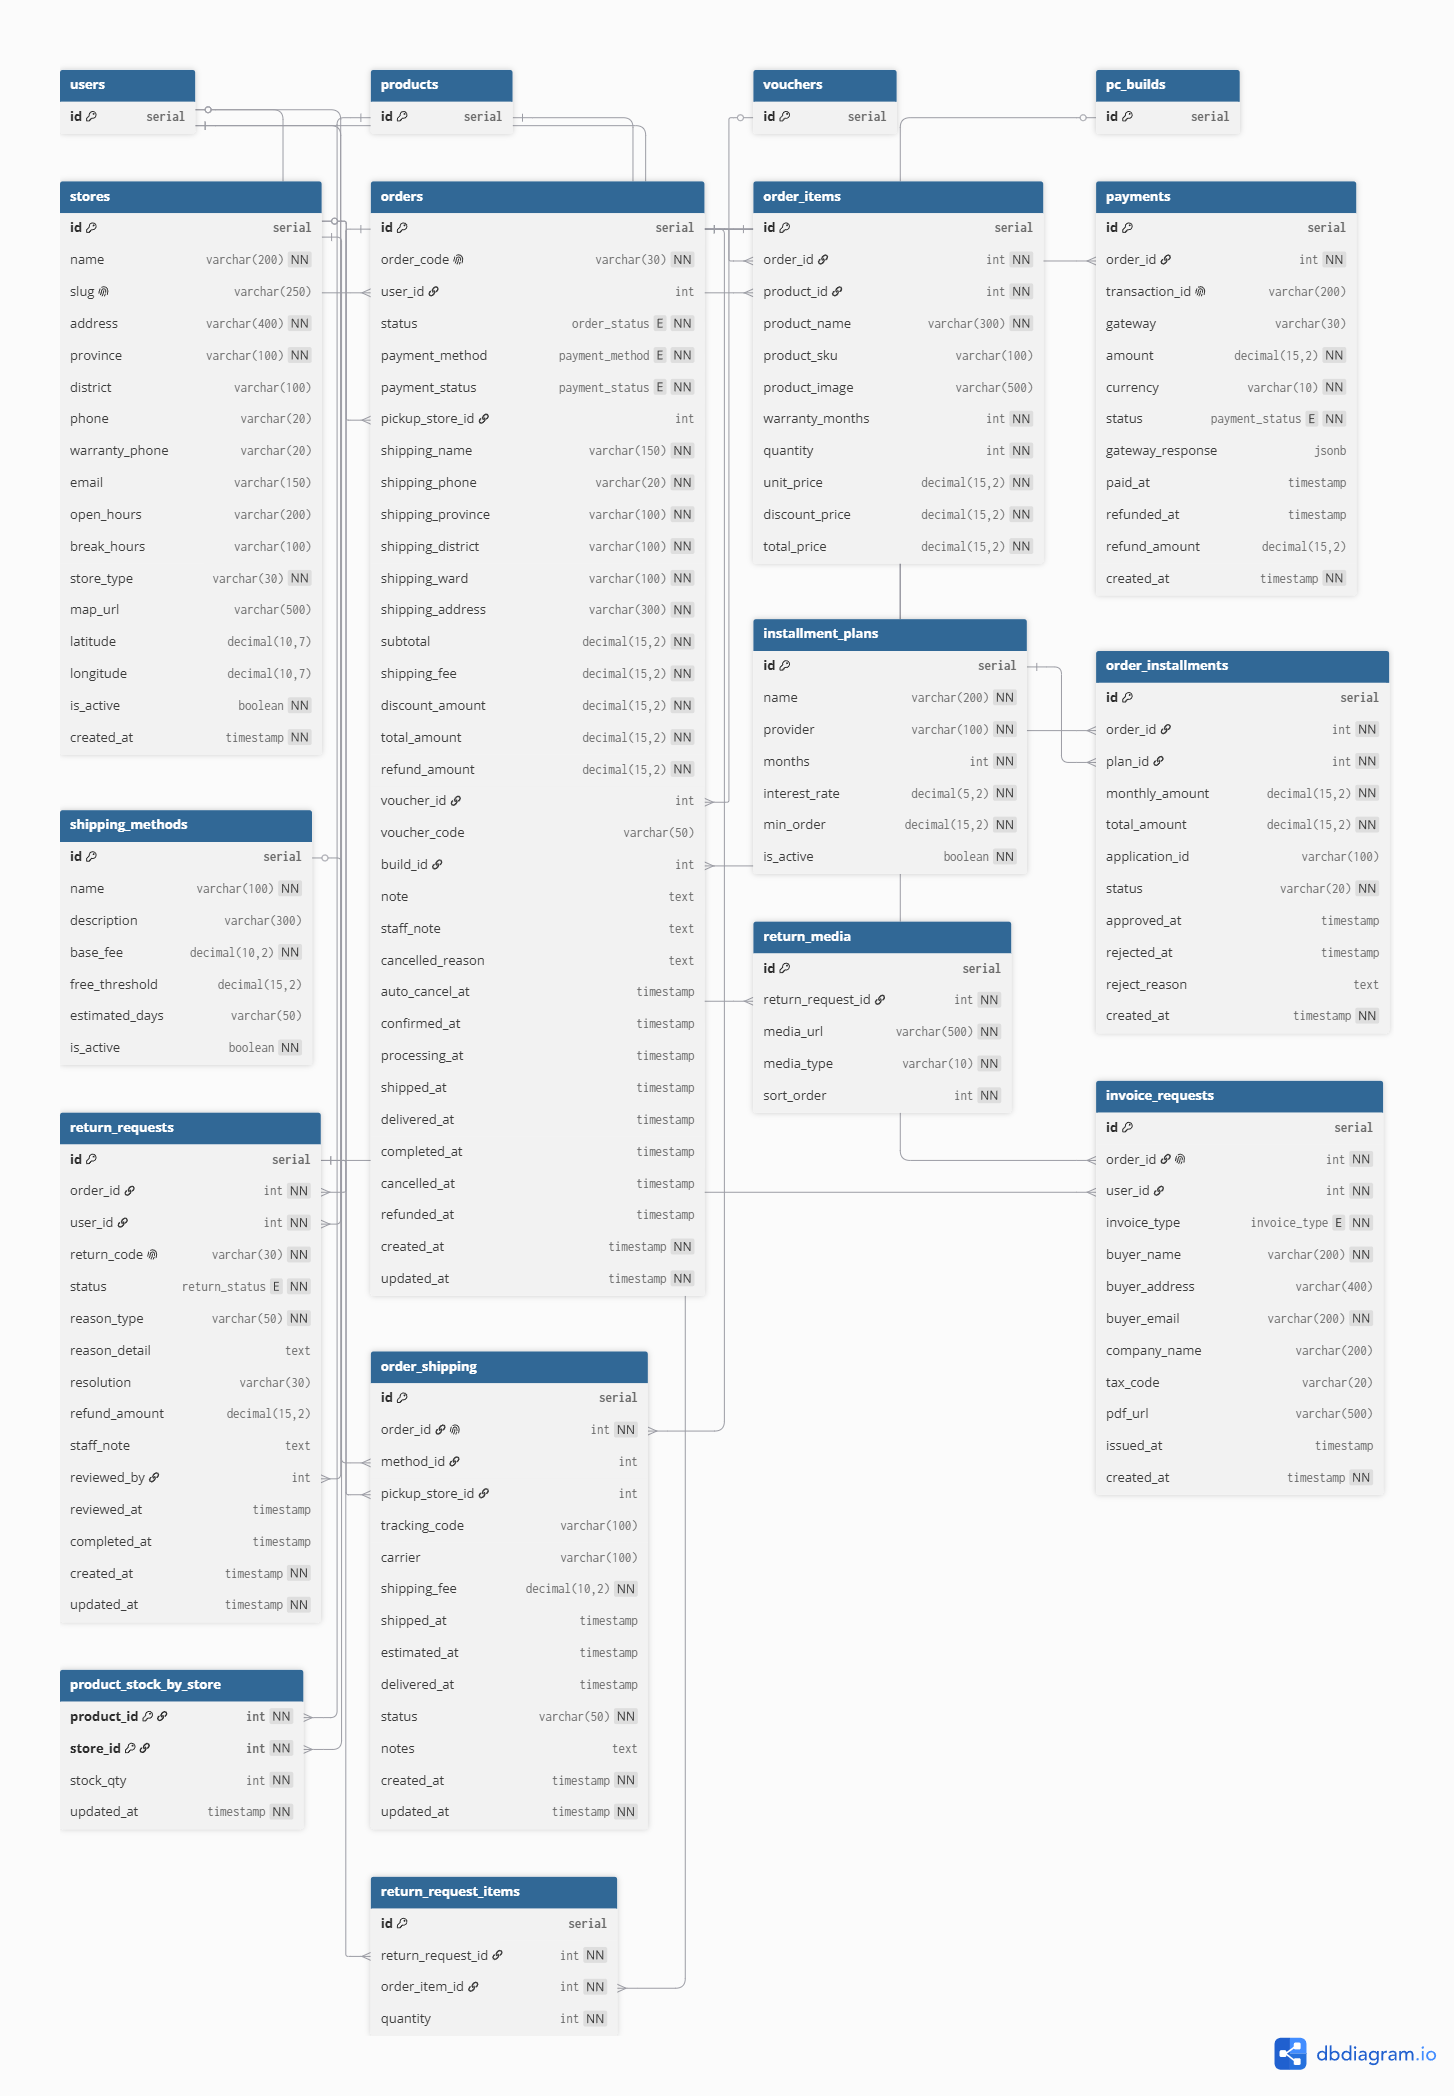 users
id serial
products
id serial
vouchers
id serial
pc_builds
id serial
stores
id serial
name varchar(200) NN
slug varchar(250)
address varchar(400) NN
province varchar(100) NN
district varchar(100)
phone varchar(20)
warranty_phone varchar(20)
email varchar(150)
open_hours varchar(200)
break_hours varchar(100)
store_type varchar(30) NN
map_url varchar(500)
latitude decimal(10,7)
longitude decimal(10,7)
is_active boolean NN
created_at timestamp NN
orders
id serial
order_code varchar(30) NN
user_id int
status order_status E NN
payment_method payment_method E NN
payment_status payment_status E NN
pickup_store_id int
shipping_name varchar(150) NN
shipping_phone varchar(20) NN
shipping_province varchar(100) NN
shipping_district varchar(100) NN
shipping_ward varchar(100) NN
shipping_address varchar(300) NN
subtotal decimal(15,2) NN
shipping_fee decimal(15,2) NN
discount_amount decimal(15,2) NN
total_amount decimal(15,2) NN
refund_amount decimal(15,2) NN
voucher_id int
voucher_code varchar(50)
build_id int
note text
staff_note text
cancelled_reason text
auto_cancel_at timestamp
confirmed_at timestamp
processing_at timestamp
shipped_at timestamp
delivered_at timestamp
completed_at timestamp
cancelled_at timestamp
refunded_at timestamp
created_at timestamp NN
updated_at timestamp NN
order_items
id serial
order_id int NN
product_id int NN
product_name varchar(300) NN
product_sku varchar(100)
product_image varchar(500)
warranty_months int NN
quantity int NN
unit_price decimal(15,2) NN
discount_price decimal(15,2) NN
total_price decimal(15,2) NN
payments
id serial
order_id int NN
transaction_id varchar(200)
gateway varchar(30)
amount decimal(15,2) NN
currency varchar(10) NN
status payment_status E NN
gateway_response jsonb
paid_at timestamp
refunded_at timestamp
refund_amount decimal(15,2)
created_at timestamp NN
installment_plans
id serial
name varchar(200) NN
provider varchar(100) NN
months int NN
interest_rate decimal(5,2) NN
min_order decimal(15,2) NN
is_active boolean NN
order_installments
id serial
order_id int NN
plan_id int NN
monthly_amount decimal(15,2) NN
total_amount decimal(15,2) NN
application_id varchar(100)
status varchar(20) NN
approved_at timestamp
rejected_at timestamp
reject_reason text
created_at timestamp NN
shipping_methods
id serial
name varchar(100) NN
description varchar(300)
base_fee decimal(10,2) NN
free_threshold decimal(15,2)
estimated_days varchar(50)
is_active boolean NN
return_media
id serial
return_request_id int NN
media_url varchar(500) NN
media_type varchar(10) NN
sort_order int NN
invoice_requests
id serial
order_id int NN
user_id int NN
invoice_type invoice_type E NN
buyer_name varchar(200) NN
buyer_address varchar(400)
buyer_email varchar(200) NN
company_name varchar(200)
tax_code varchar(20)
pdf_url varchar(500)
issued_at timestamp
created_at timestamp NN
return_requests
id serial
order_id int NN
user_id int NN
return_code varchar(30) NN
status return_status E NN
reason_type varchar(50) NN
reason_detail text
resolution varchar(30)
refund_amount decimal(15,2)
staff_note text
reviewed_by int
reviewed_at timestamp
completed_at timestamp
created_at timestamp NN
updated_at timestamp NN
order_shipping
id serial
order_id int NN
method_id int
pickup_store_id int
tracking_code varchar(100)
carrier varchar(100)
shipping_fee decimal(10,2) NN
shipped_at timestamp
estimated_at timestamp
delivered_at timestamp
status varchar(50) NN
notes text
created_at timestamp NN
updated_at timestamp NN
product_stock_by_store
product_id int NN
store_id int NN
stock_qty int NN
updated_at timestamp NN
return_request_items
id serial
return_request_id int NN
order_item_id int NN
quantity int NN
dbdiagram.io